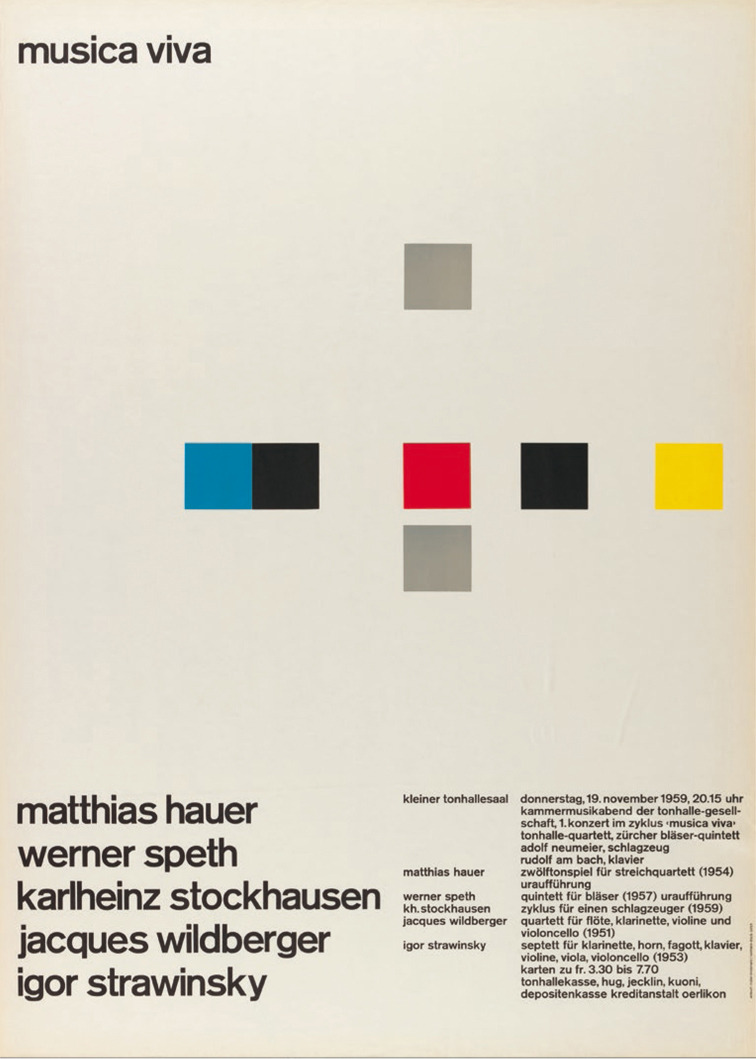 musica viva
matthias hauer
werner speth
karlheinz stockhausen
jacques wildberger
igor strawinsky
kleiner tonhallesaal donnerstag, 19. november 1959, 20.15 uhr
kammermusikabend der tonhalle-gesell-
schaft, 1. konzert im zyklus ‹musica viva›
tonhalle-quartett, zürcher bläser-quintett
adolf neumeier, schlagzeug
rudolf am bach, klavier
matthias hauer zwölftonspiel für streichquartett (1954)
uraufführung
werner speth quintett für bläser (1957) uraufführung
kh. stockhausen zyklus für einen schlagzeuger (1959)
jacques wildberger quartett für flöte, klarinette, violine und
violoncello (1951)
igor strawinsky septett für klarinette, horn, fagott, klavier,
violine, viola, violoncello (1953)
karten zu fr. 3.30 bis 7.70
tonhallekasse, hug, jecklin, kuoni,
depositenkasse kreditanstalt oerlikon